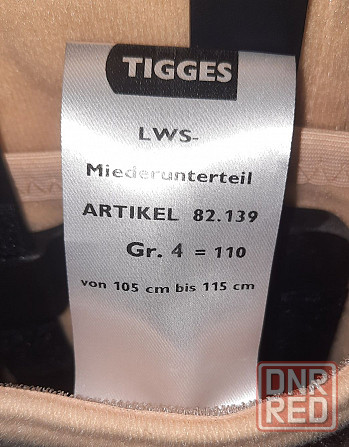 TIGGES
LWS-
Miederunterteil
ARTIKEL 82.139
Gr. 4 = 110
von 105 cm bis 115 cm
DNR
RED